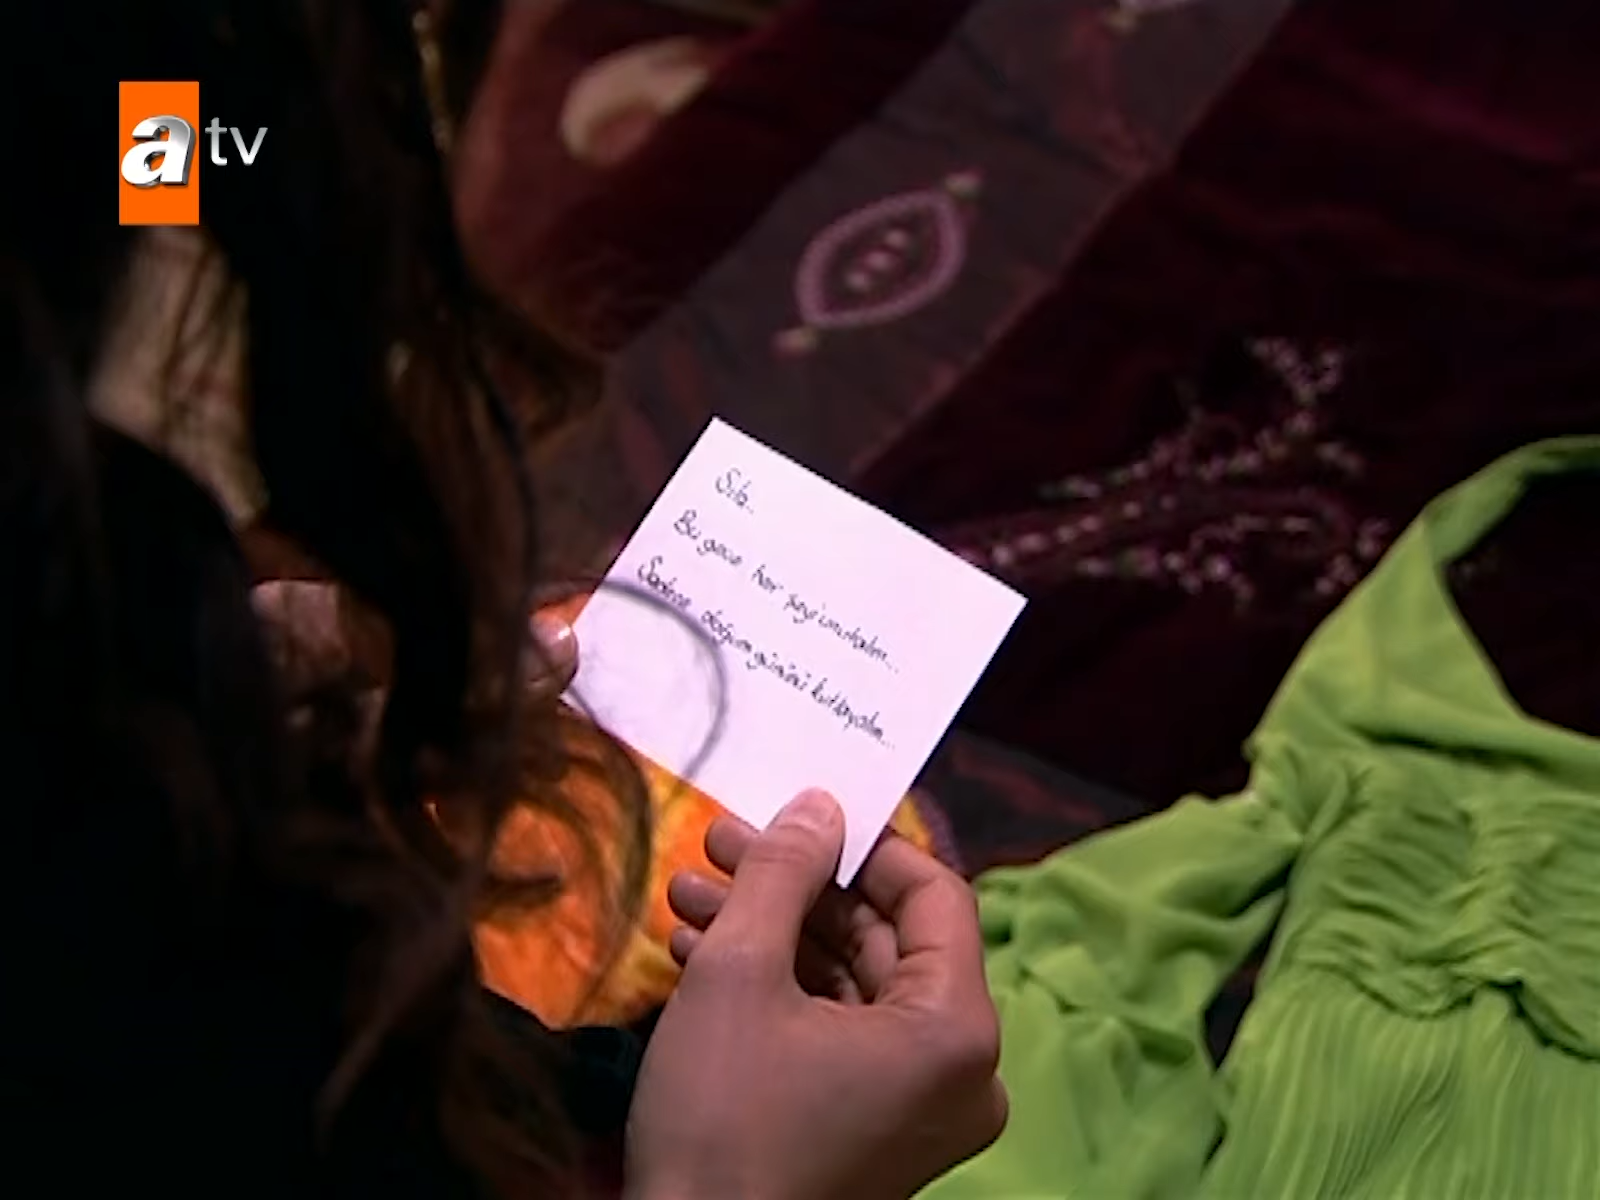 atv
Sıla..
Bu gece her şeyi unutalım...
Sadece doğum gününü kutlayalım...